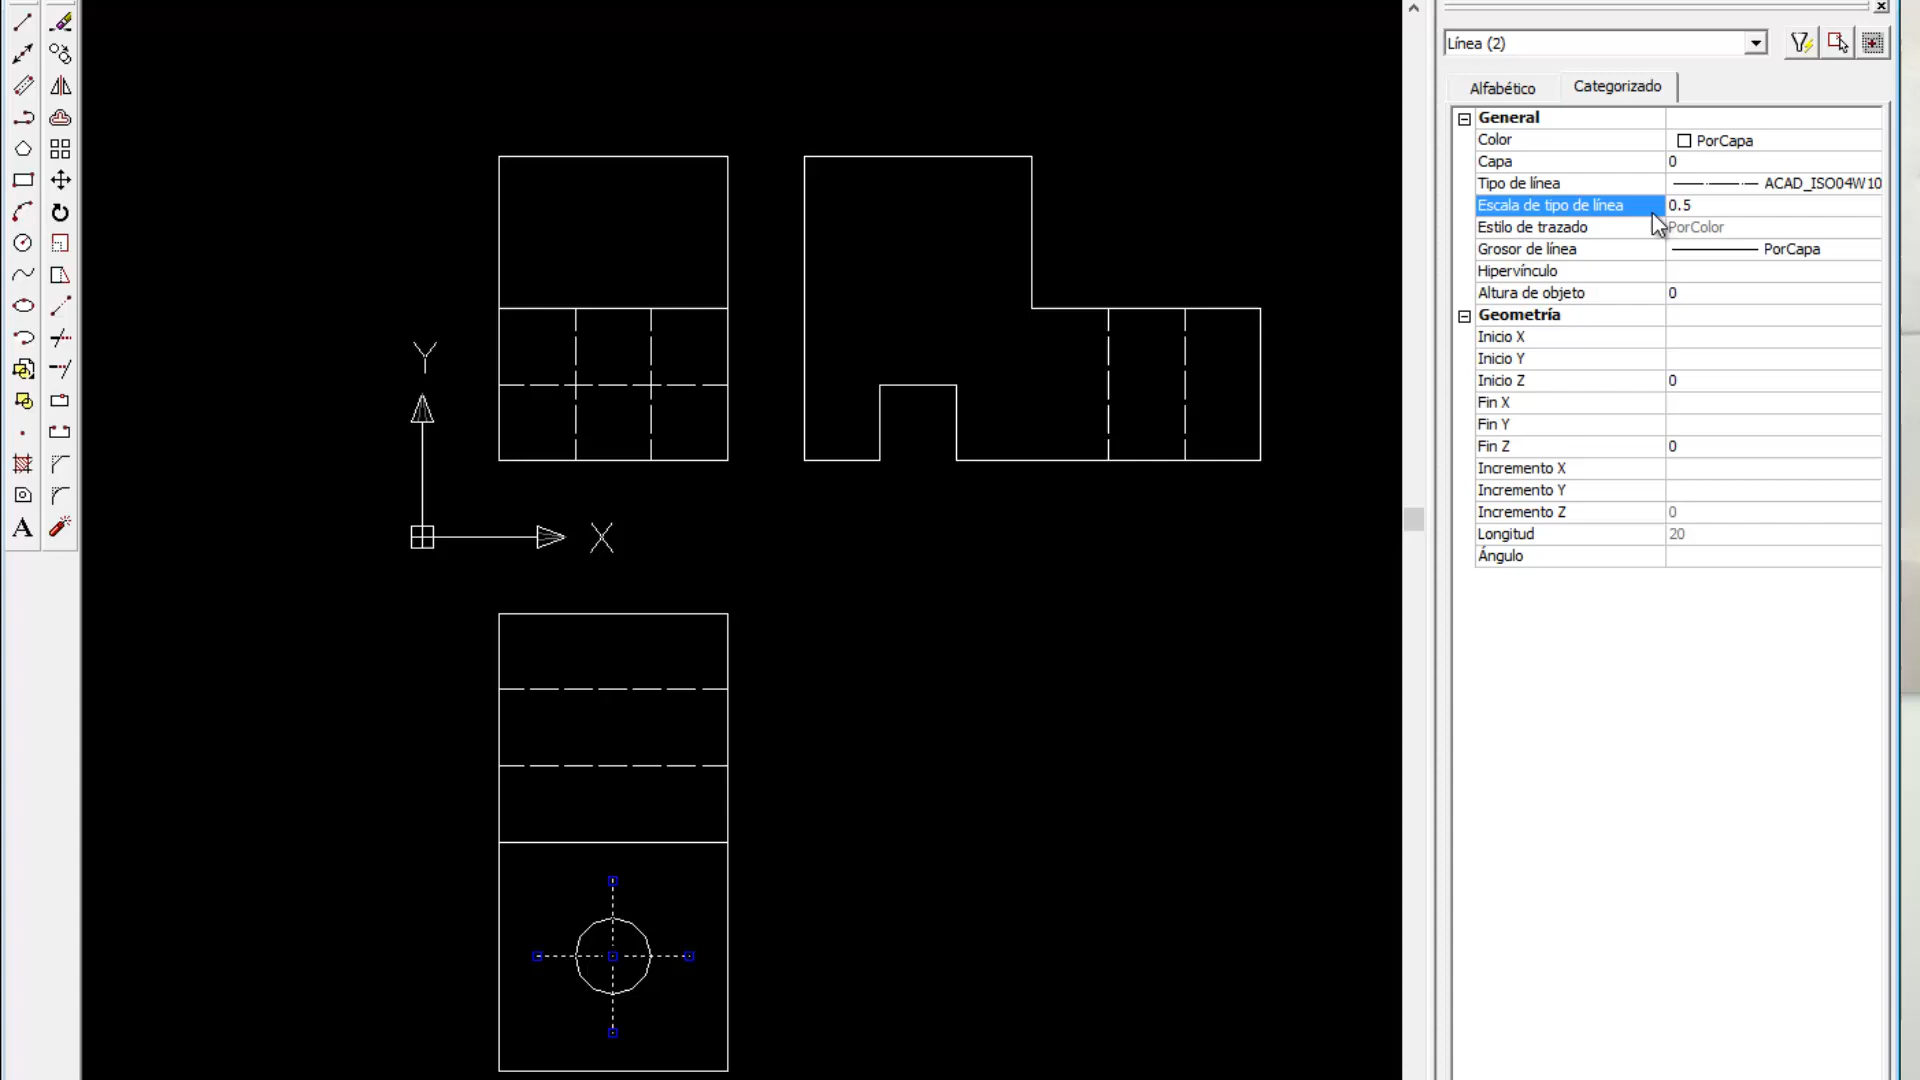 Línea (2)
Alfabético
Categorizado
General
Color PorCapa
Capa 0
Tipo de línea ACAD_ISO04W10
Escala de tipo de línea 0.5
Estilo de trazado PorColor
Grosor de línea PorCapa
Hipervínculo
Altura de objeto 0
Geometría
Inicio X
Inicio Y
Inicio Z 0
Fin X
Fin Y
Fin Z 0
Incremento X
Incremento Y
Incremento Z 0
Longitud 20
Ángulo
Y
X
A